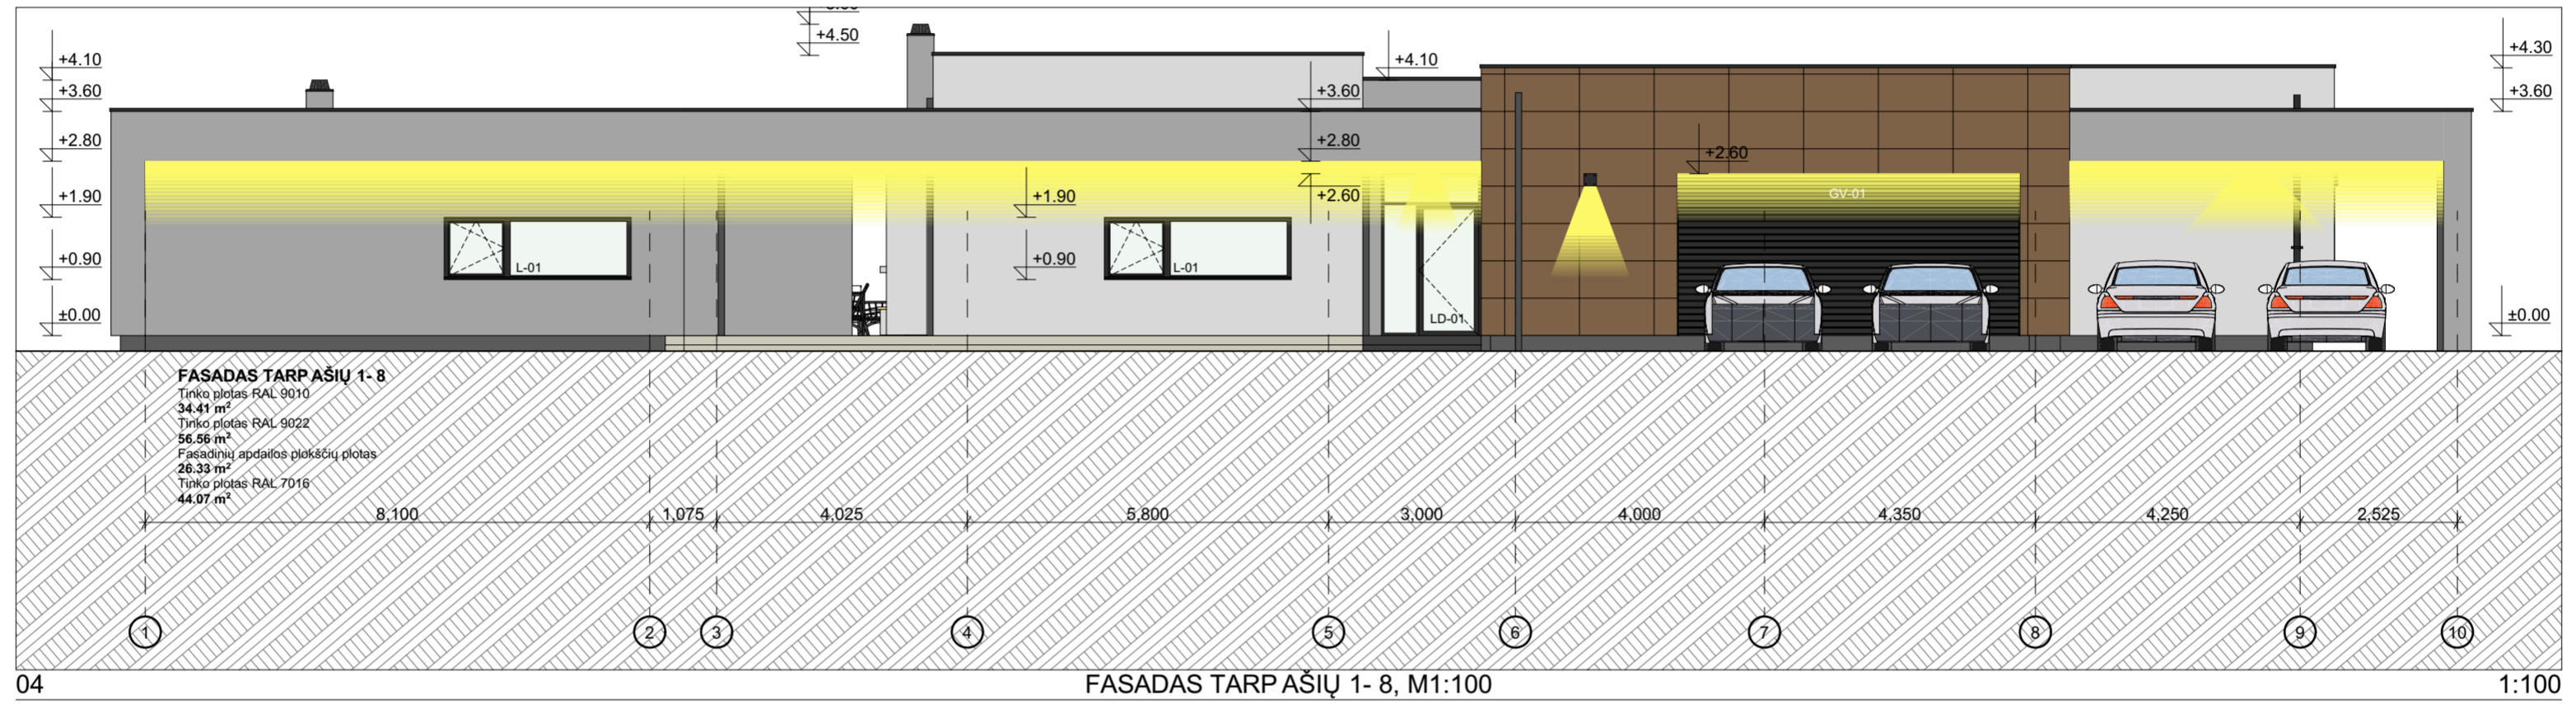 +4.50
+4.10
+4.10
+4.30
+3.60
+3.60
+3.60
+2.80
+2.80
+2.60
+1.90
+1.90
+2.60
GV-01
+0.90
L-01
+0.90
L-01
±0.00
LD-01
±0.00
FASADAS TARP AŠIŲ 1- 8
Tinko plotas RAL 9010
34.41 m²
Tinko plotas RAL 9022
56.56 m²
Fasadinių apdailos plokščių plotas
26.33 m²
Tinko plotas RAL 7016
44.07 m²
8,100 1,075 4,025 5,800 3,000 4,000 4,350 4,250 2,525
1 2 3 4 5 6 7 8 9 10
04 FASADAS TARP AŠIŲ 1- 8, M1:100 1:100